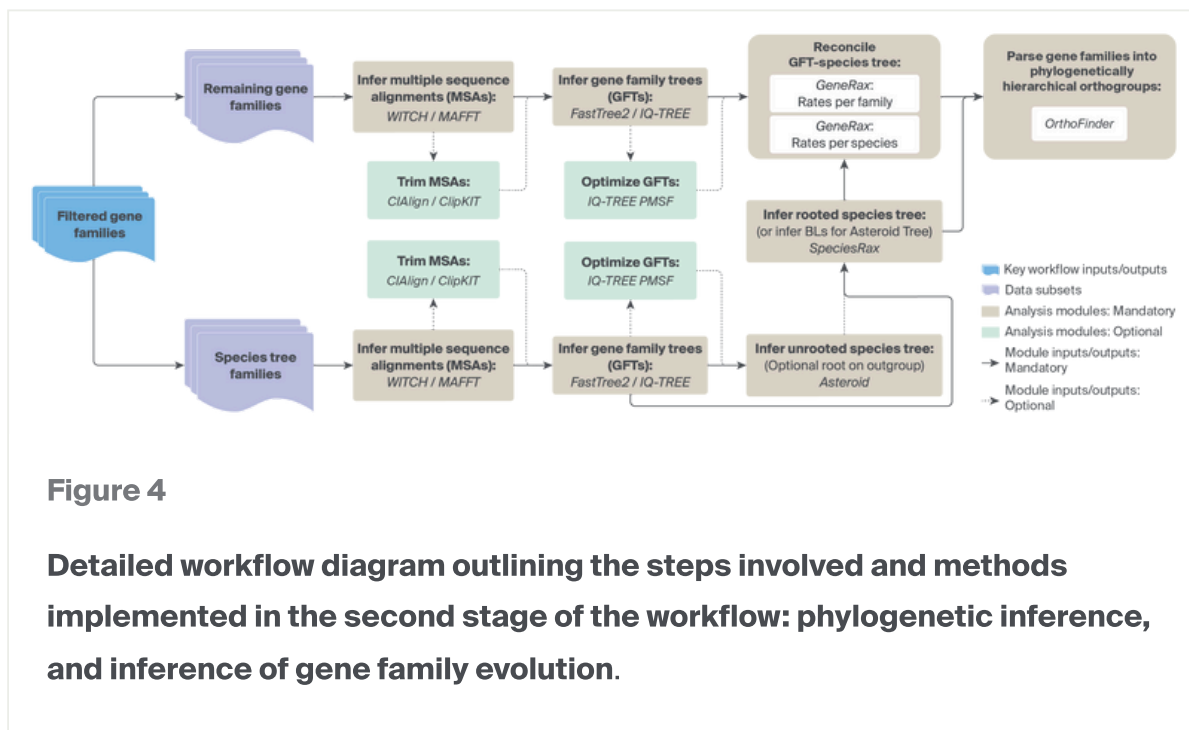 Remaining gene
families
Infer multiple sequence
alignments (MSAs):
WITCH / MAFFT
Infer gene family trees
(GFTs):
FastTree2 / IQ-TREE
Reconcile
GFT-species tree:
GeneRax:
Rates per family
GeneRax:
Rates per species
Parse gene families into
phylogenetically
hierarchical orthogroups:
OrthoFinder
Trim MSAs:
CIAlign / ClipKIT
Optimize GFTs:
IQ-TREE PMSF
Filtered gene
families
Infer rooted species tree:
(or infer BLs for Asteroid Tree)
SpeciesRax
Trim MSAs:
CIAlign / ClipKIT
Optimize GFTs:
IQ-TREE PMSF
Species tree
families
Infer multiple sequence
alignments (MSAs):
WITCH / MAFFT
Infer gene family trees
(GFTs):
FastTree2 / IQ-TREE
Infer unrooted species tree:
(Optional root on outgroup)
Asteroid
Key workflow inputs/outputs
Data subsets
Analysis modules: Mandatory
Analysis modules: Optional
Module inputs/outputs:
Mandatory
Module inputs/outputs:
Optional
Figure 4
Detailed workflow diagram outlining the steps involved and methods
implemented in the second stage of the workflow: phylogenetic inference,
and inference of gene family evolution.